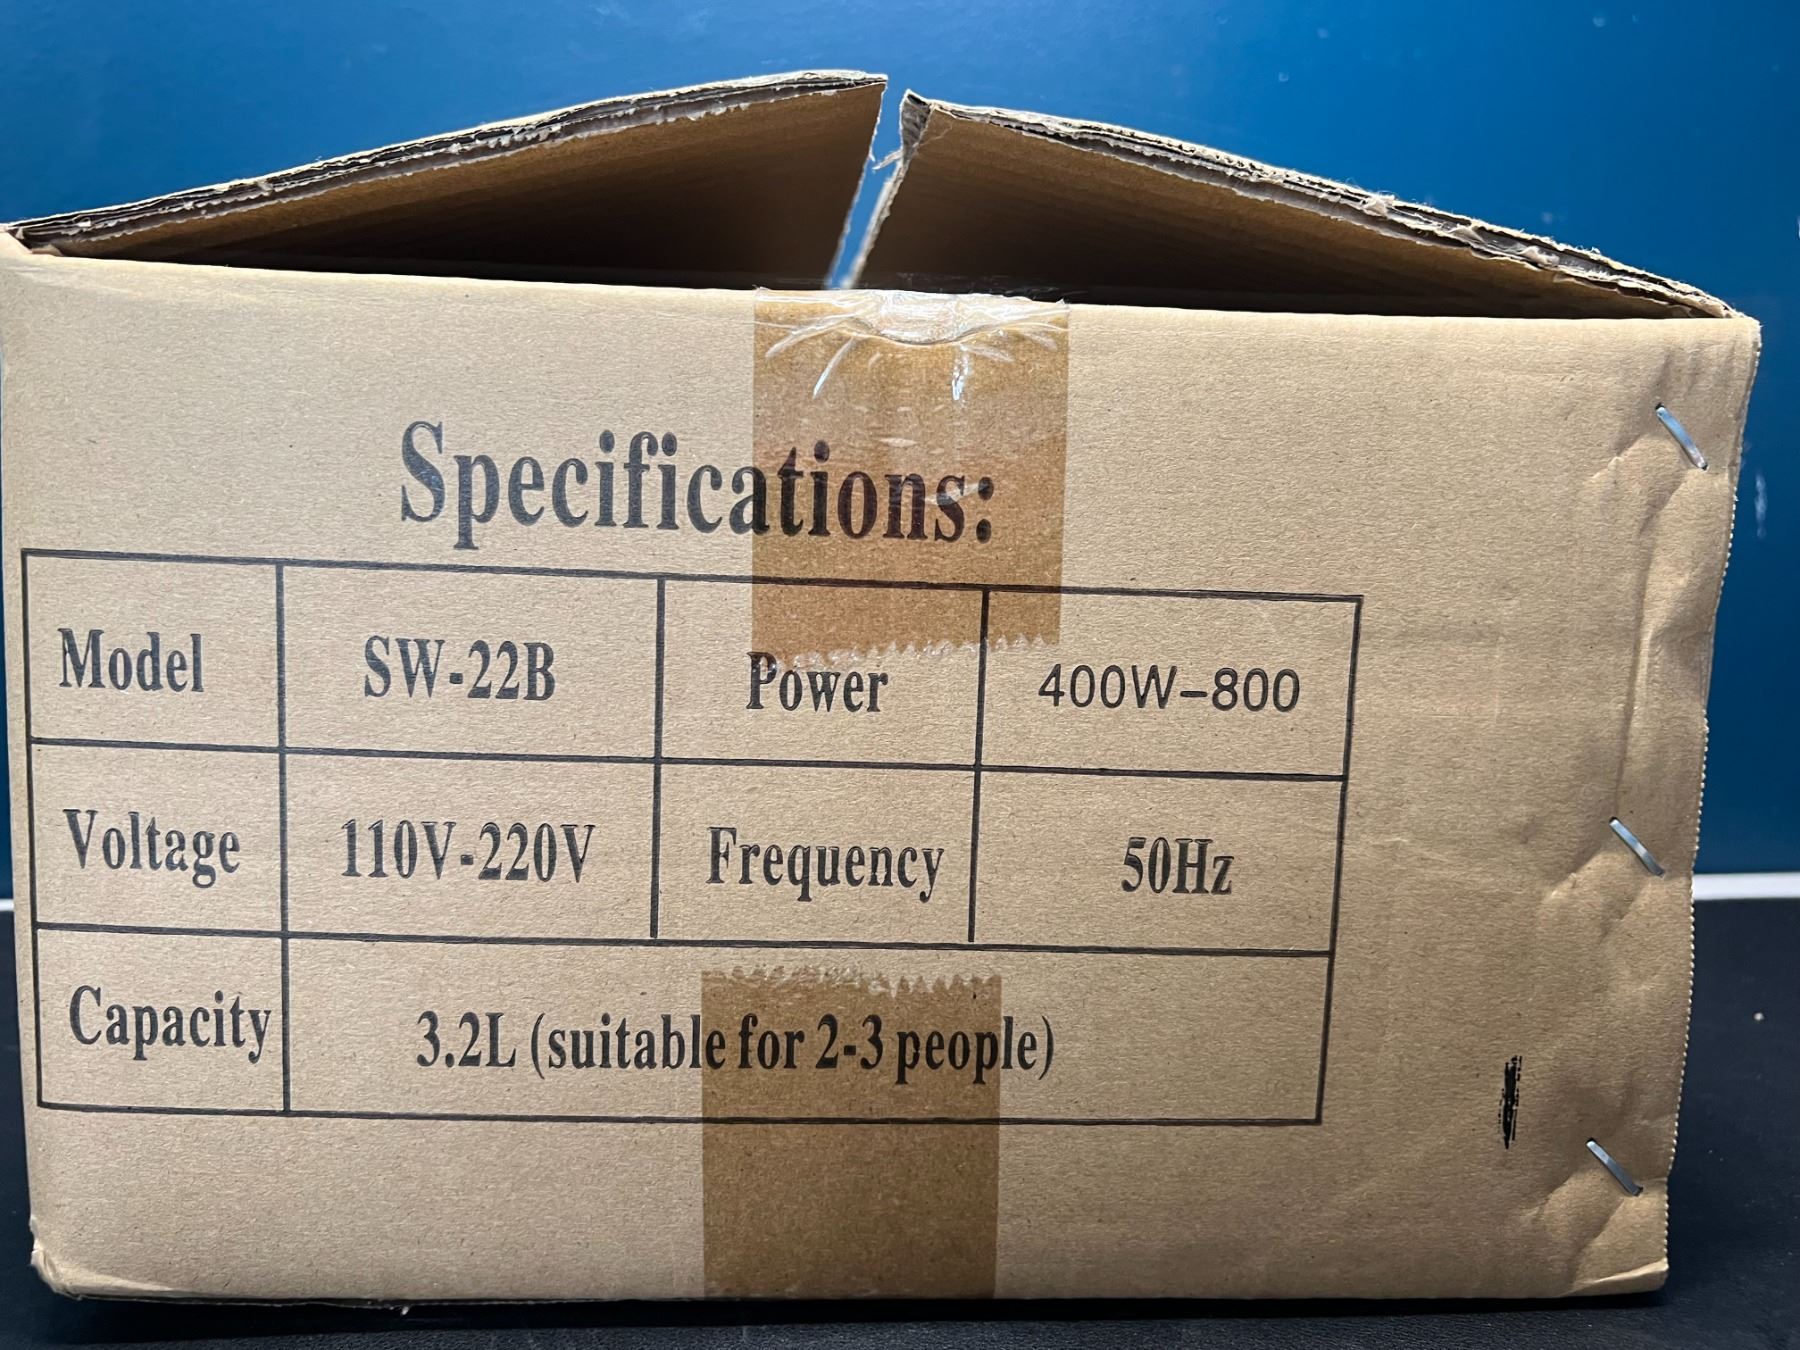 Specifications:
Model SW-22B Power 400W–800
Voltage 110V-220V Frequency 50Hz
Capacity 3.2L (suitable for 2-3 people)